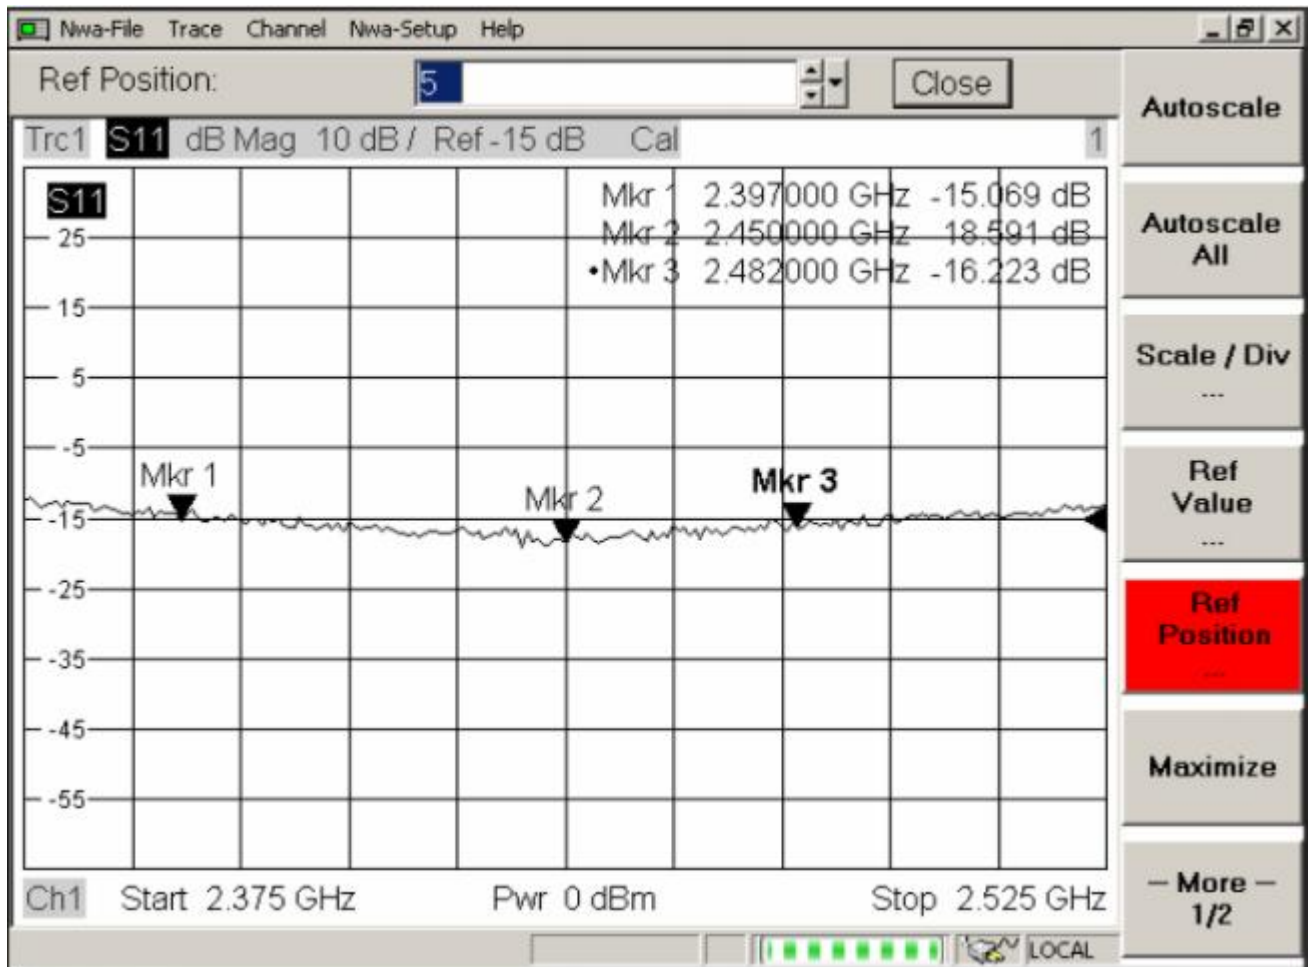 Nwa-File Trace Channel Nwa-Setup Help
Ref Position: 5 Close
Trc1 S11 dB Mag 10 dB / Ref -15 dB Cal 1
S11
Mkr 1 2.397000 GHz -15.069 dB
Mkr 2 2.450000 GHz 18.591 dB
•Mkr 3 2.482000 GHz -16.223 dB
25
15
5
-5
Mkr 1 Mkr 2 Mkr 3
-15
-25
-35
-45
-55
Ch1 Start 2.375 GHz Pwr 0 dBm Stop 2.525 GHz
LOCAL
Autoscale
Autoscale
All
Scale / Div
...
Ref
Value
...
Ref
Position
...
Maximize
— More —
1/2